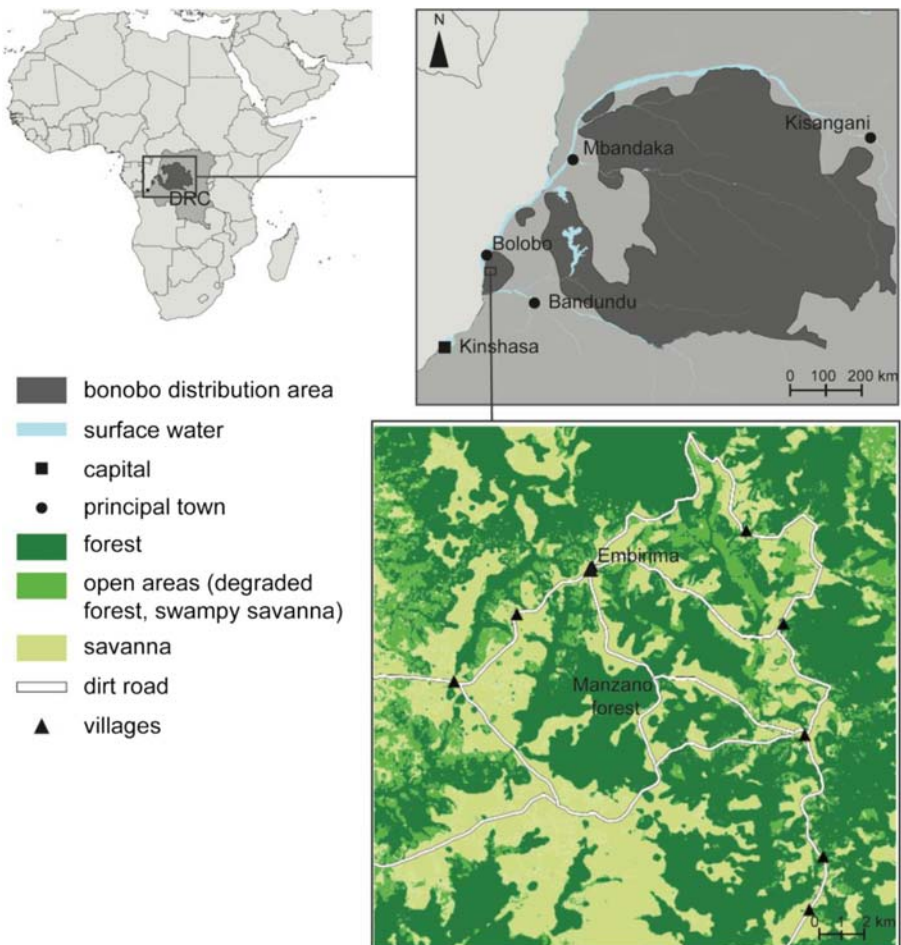 DRC
N
Kisangani
Mbandaka
Bolobo
Bandundu
Kinshasa
0 100 200 km
bonobo distribution area
surface water
capital
principal town
forest
open areas (degraded
forest, swampy savanna)
savanna
dirt road
villages
Embirima
Manzano
forest
0 1 2 km